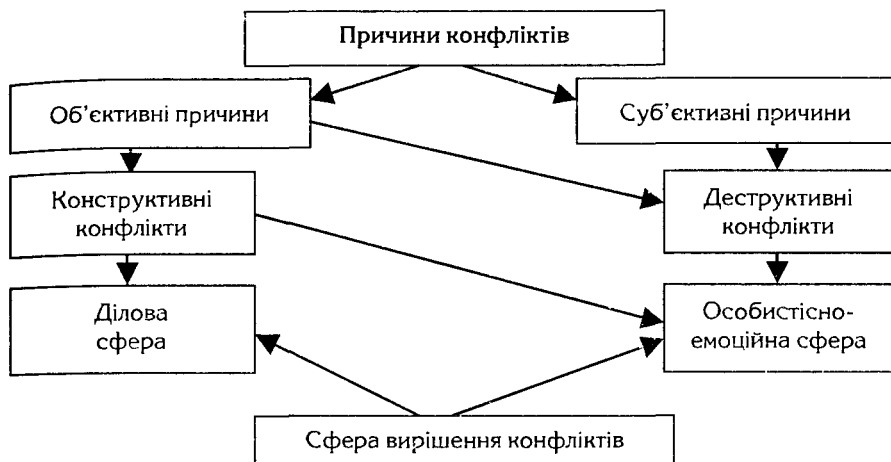 Причини конфліктів
Об'єктивні причини
Суб'єктивні причини
Конструктивні
конфлікти
Деструктивні
конфлікти
Ділова
сфера
Особистісно-
емоційна сфера
Сфера вирішення конфліктів